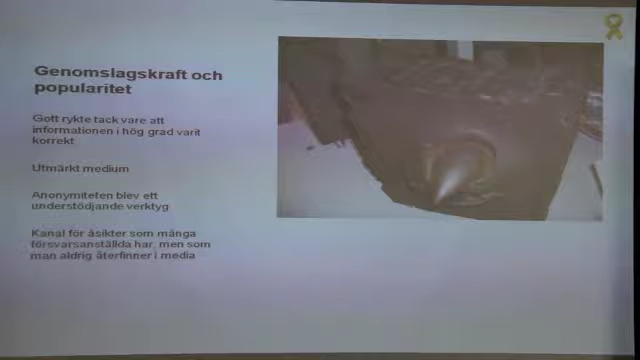 Genomslagskraft och
popularitet
Gott rykte tack vare att
informationen i hög grad varit
korrekt
Utmärkt medium
Anonymiteten blev ett
understödjande verktyg
Kanal för åsikter som många
försvarsanställda har, men som
man aldrig återfinner i media